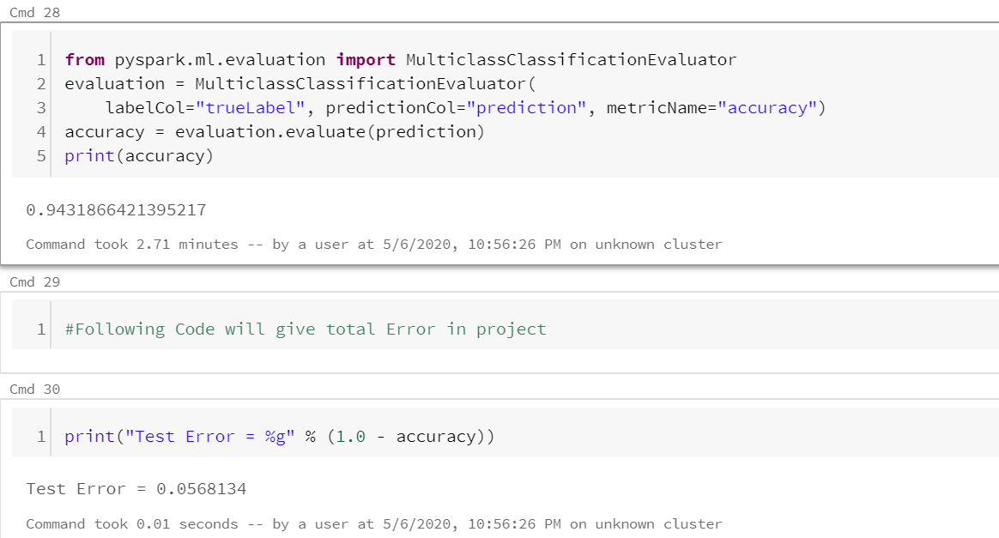 Cmd 28
1 from pyspark.ml.evaluation import MulticlassClassificationEvaluator
2 evaluation = MulticlassClassificationEvaluator(
3     labelCol="trueLabel", predictionCol="prediction", metricName="accuracy")
4 accuracy = evaluation.evaluate(prediction)
5 print(accuracy)
0.9431866421395217
Command took 2.71 minutes -- by a user at 5/6/2020, 10:56:26 PM on unknown cluster
Cmd 29
1 #Following Code will give total Error in project
Cmd 30
1 print("Test Error = %g" % (1.0 - accuracy))
Test Error = 0.0568134
Command took 0.01 seconds -- by a user at 5/6/2020, 10:56:26 PM on unknown cluster